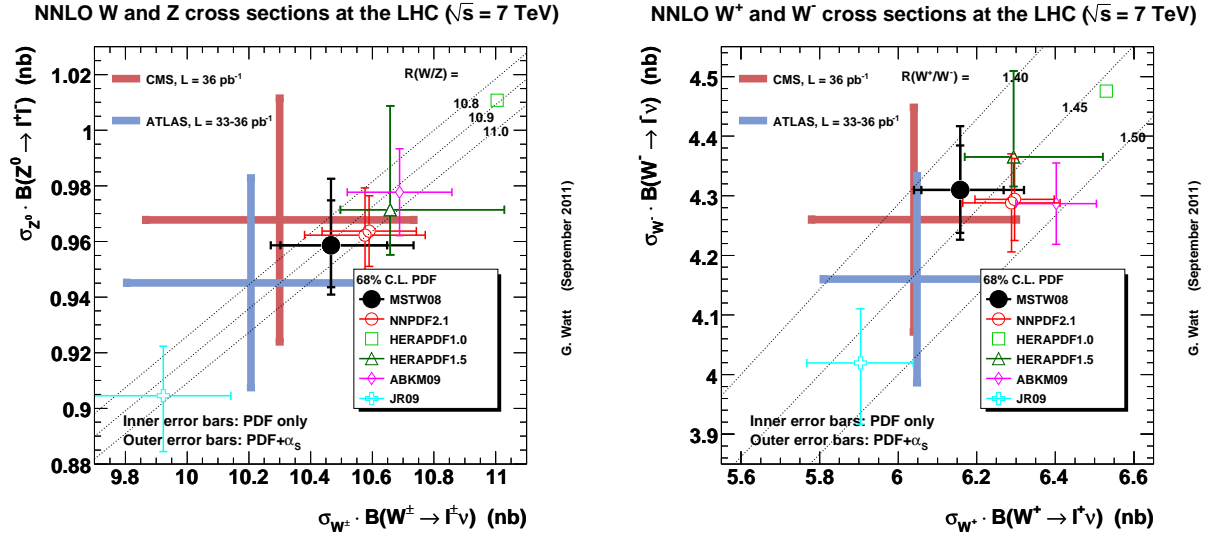 NNLO W and Z cross sections at the LHC (√s = 7 TeV)
σ_Z⁰ · B(Z⁰ → l⁺l⁻) (nb)
1.02
1
0.98
0.96
0.94
0.92
0.9
0.88
CMS, L = 36 pb⁻¹
ATLAS, L = 33-36 pb⁻¹
R(W/Z) =
10.8
10.9
11.0
68% C.L. PDF
MSTW08
NNPDF2.1
HERAPDF1.0
HERAPDF1.5
ABKM09
JR09
Inner error bars: PDF only
Outer error bars: PDF+α_S
9.8 10 10.2 10.4 10.6 10.8 11
σ_W± · B(W± → l±ν) (nb)
G. Watt (September 2011)
NNLO W⁺ and W⁻ cross sections at the LHC (√s = 7 TeV)
σ_W⁻ · B(W⁻ → l⁻ν) (nb)
4.5
4.4
4.3
4.2
4.1
4
3.9
CMS, L = 36 pb⁻¹
ATLAS, L = 33-36 pb⁻¹
R(W⁺/W⁻) =
1.40
1.45
1.50
68% C.L. PDF
MSTW08
NNPDF2.1
HERAPDF1.0
HERAPDF1.5
ABKM09
JR09
Inner error bars: PDF only
Outer error bars: PDF+α_S
5.6 5.8 6 6.2 6.4 6.6
σ_W⁺ · B(W⁺ → l⁺ν) (nb)
G. Watt (September 2011)